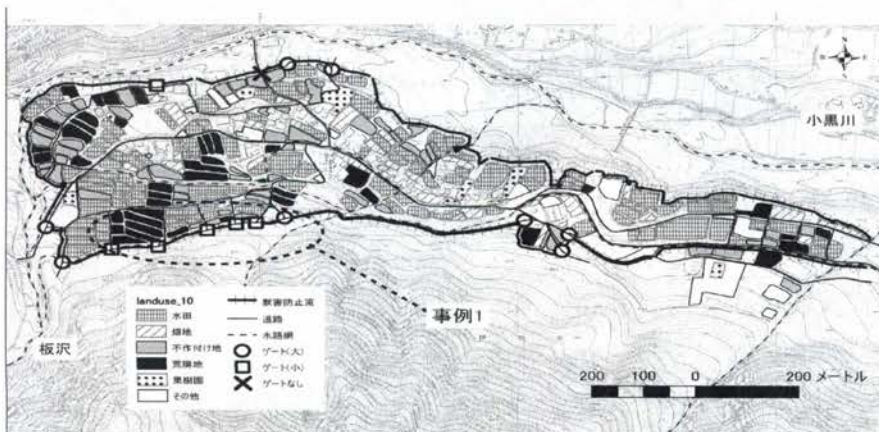 小黒川
landuse_10
水田
畑地
不作付け地
荒廃地
果樹園
その他
獣害防止柵
道路
水路網
ゲート(大)
ゲート(小)
ゲートなし
事例1
板沢
200 100 0 200 メートル